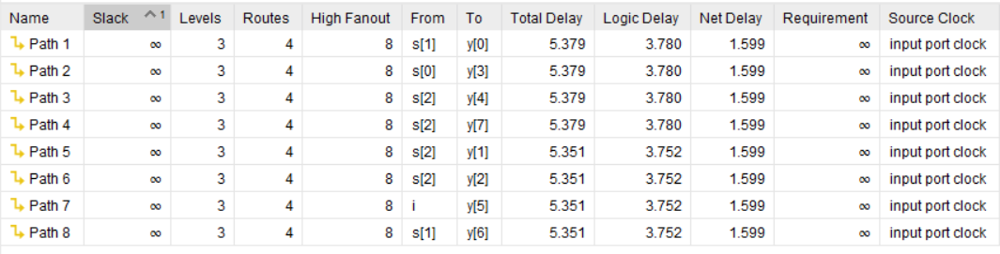 Name Slack ^1 Levels Routes High Fanout From To Total Delay Logic Delay Net Delay Requirement Source Clock
Path 1 ∞ 3 4 8 s[1] y[0] 5.379 3.780 1.599 ∞ input port clock
Path 2 ∞ 3 4 8 s[0] y[3] 5.379 3.780 1.599 ∞ input port clock
Path 3 ∞ 3 4 8 s[2] y[4] 5.379 3.780 1.599 ∞ input port clock
Path 4 ∞ 3 4 8 s[2] y[7] 5.379 3.780 1.599 ∞ input port clock
Path 5 ∞ 3 4 8 s[2] y[1] 5.351 3.752 1.599 ∞ input port clock
Path 6 ∞ 3 4 8 s[2] y[2] 5.351 3.752 1.599 ∞ input port clock
Path 7 ∞ 3 4 8 i y[5] 5.351 3.752 1.599 ∞ input port clock
Path 8 ∞ 3 4 8 s[1] y[6] 5.351 3.752 1.599 ∞ input port clock